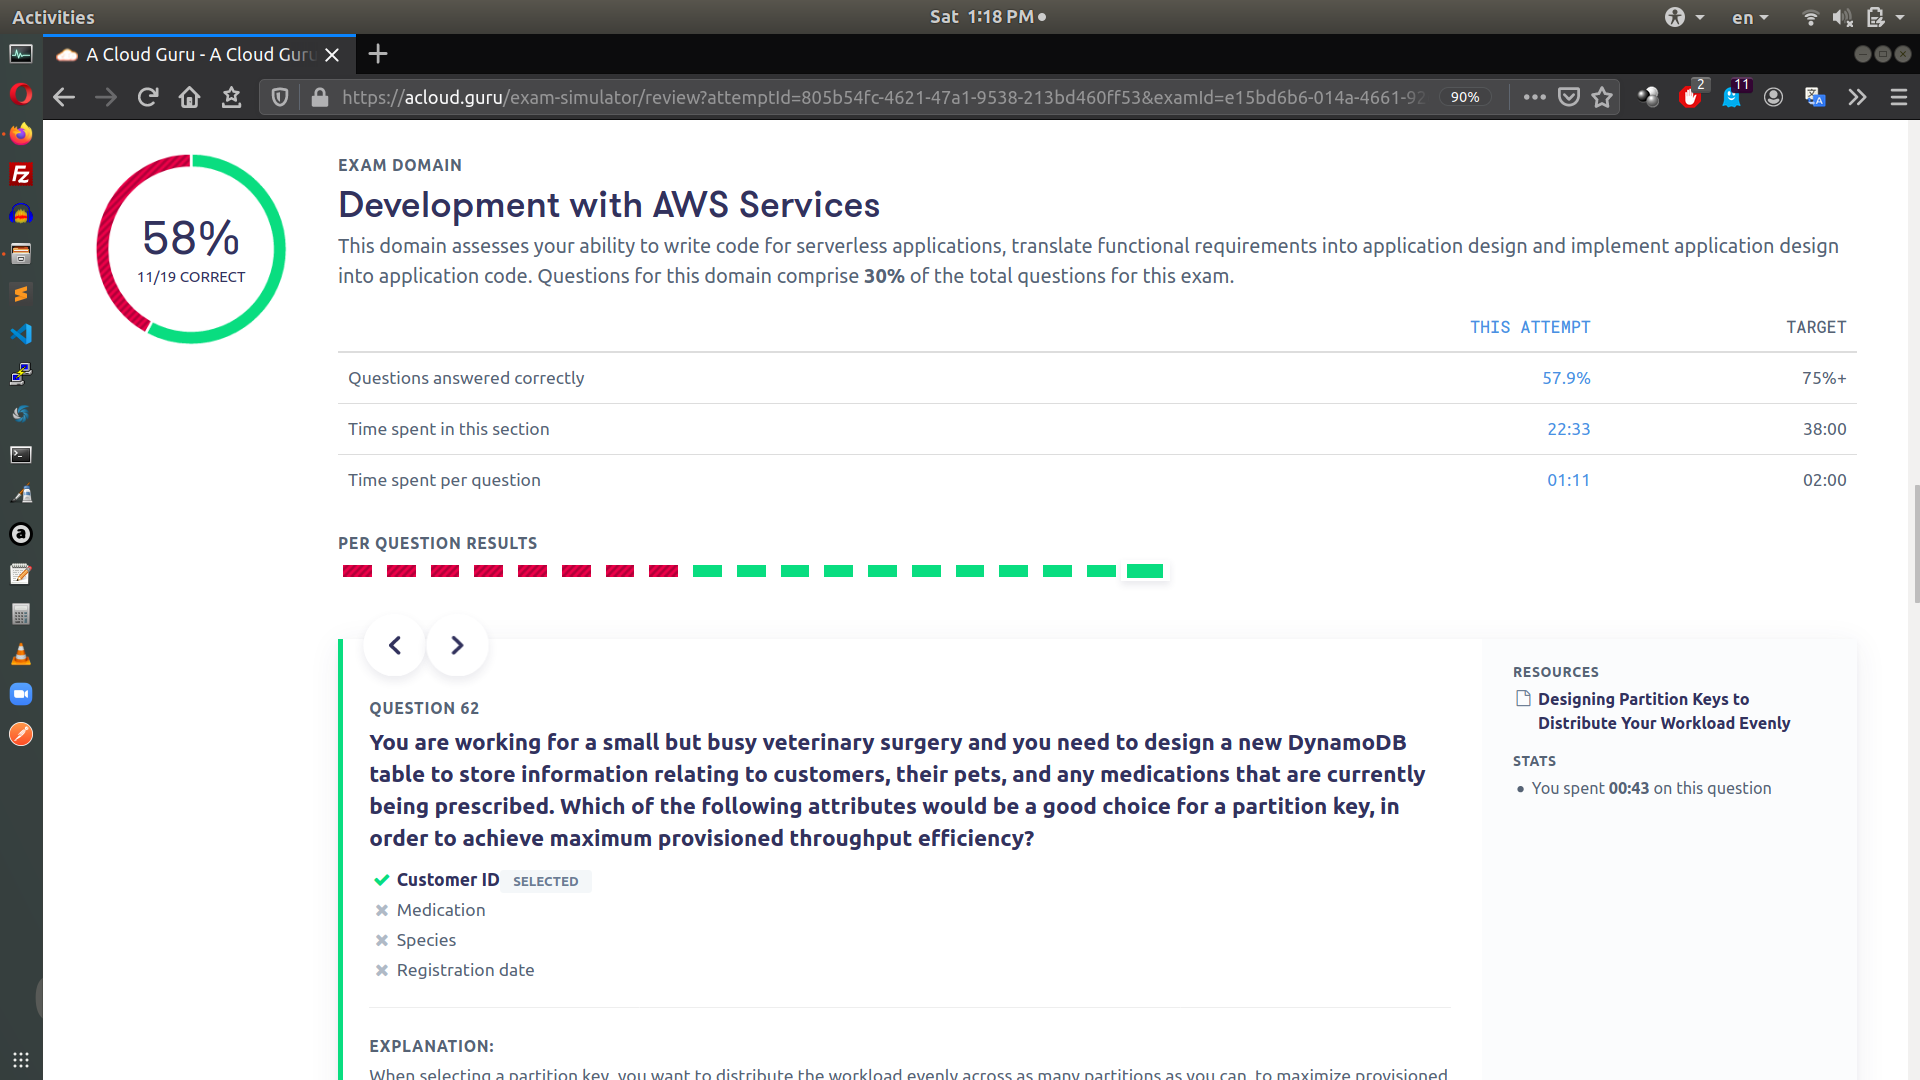 Activities
Sat 1:18 PM
en
A Cloud Guru - A Cloud Guru
https://acloud.guru/exam-simulator/review?attemptId=805b54fc-4621-47a1-9538-213bd460ff53&examId=e15bd6b6-014a-4661-92
90%
2
11
58%
11/19 CORRECT
EXAM DOMAIN
Development with AWS Services
This domain assesses your ability to write code for serverless applications, translate functional requirements into application design and implement application design
into application code. Questions for this domain comprise 30% of the total questions for this exam.
THIS ATTEMPT TARGET
Questions answered correctly 57.9% 75%+
Time spent in this section 22:33 38:00
Time spent per question 01:11 02:00
PER QUESTION RESULTS
QUESTION 62
You are working for a small but busy veterinary surgery and you need to design a new DynamoDB
table to store information relating to customers, their pets, and any medications that are currently
being prescribed. Which of the following attributes would be a good choice for a partition key, in
order to achieve maximum provisioned throughput efficiency?
Customer ID SELECTED
Medication
Species
Registration date
EXPLANATION:
When selecting a partition key, you want to distribute the workload evenly across as many partitions as you can, to maximize provisioned
RESOURCES
Designing Partition Keys to
Distribute Your Workload Evenly
STATS
You spent 00:43 on this question